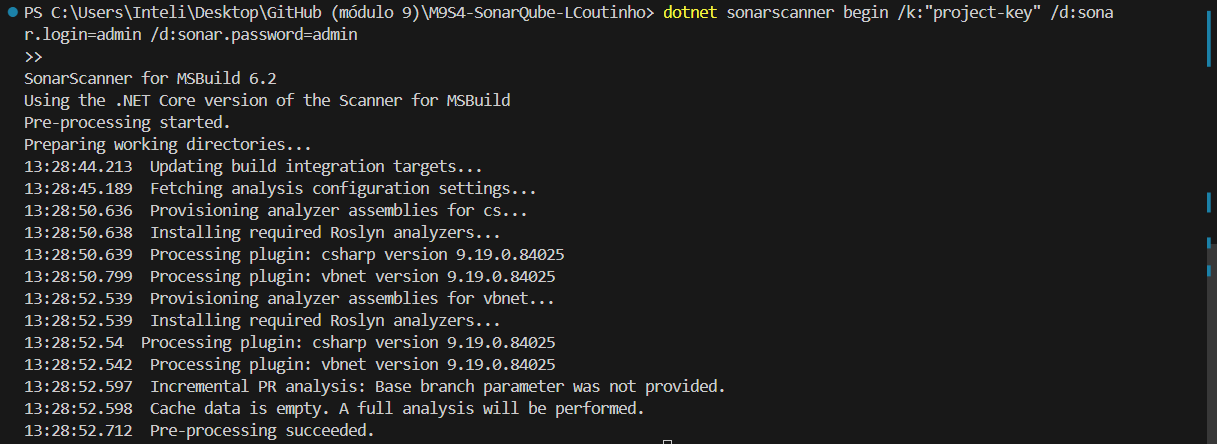 PS C:\Users\Inteli\Desktop\GitHub (módulo 9)\M9S4-SonarQube-LCoutinho> dotnet sonarscanner begin /k:"project-key" /d:sona
r.login=admin /d:sonar.password=admin
>>
SonarScanner for MSBuild 6.2
Using the .NET Core version of the Scanner for MSBuild
Pre-processing started.
Preparing working directories...
13:28:44.213  Updating build integration targets...
13:28:45.189  Fetching analysis configuration settings...
13:28:50.636  Provisioning analyzer assemblies for cs...
13:28:50.638  Installing required Roslyn analyzers...
13:28:50.639  Processing plugin: csharp version 9.19.0.84025
13:28:50.799  Processing plugin: vbnet version 9.19.0.84025
13:28:52.539  Provisioning analyzer assemblies for vbnet...
13:28:52.539  Installing required Roslyn analyzers...
13:28:52.54  Processing plugin: csharp version 9.19.0.84025
13:28:52.542  Processing plugin: vbnet version 9.19.0.84025
13:28:52.597  Incremental PR analysis: Base branch parameter was not provided.
13:28:52.598  Cache data is empty. A full analysis will be performed.
13:28:52.712  Pre-processing succeeded.